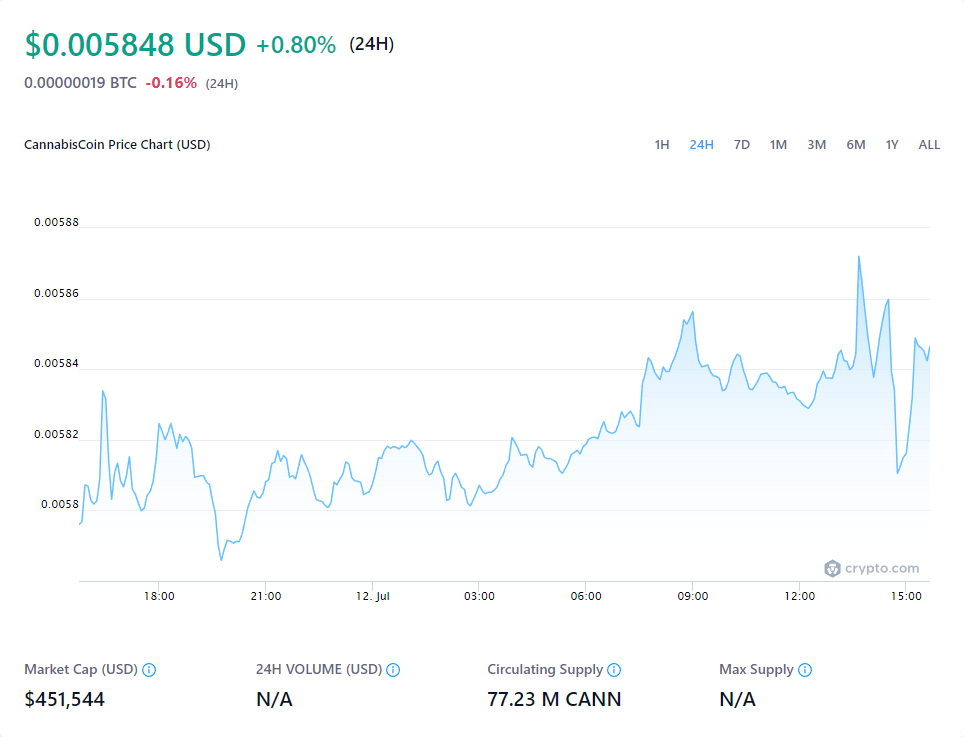 $0.005848 USD +0.80% (24H)
0.00000019 BTC -0.16% (24H)
CannabisCoin Price Chart (USD) 1H 24H 7D 1M 3M 6M 1Y ALL
0.00588
0.00586
0.00584
0.00582
0.0058
crypto.com
18:00 21:00 12. Jul 03:00 06:00 09:00 12:00 15:00
Market Cap (USD) 24H VOLUME (USD) Circulating Supply Max Supply
$451,544 N/A 77.23 M CANN N/A